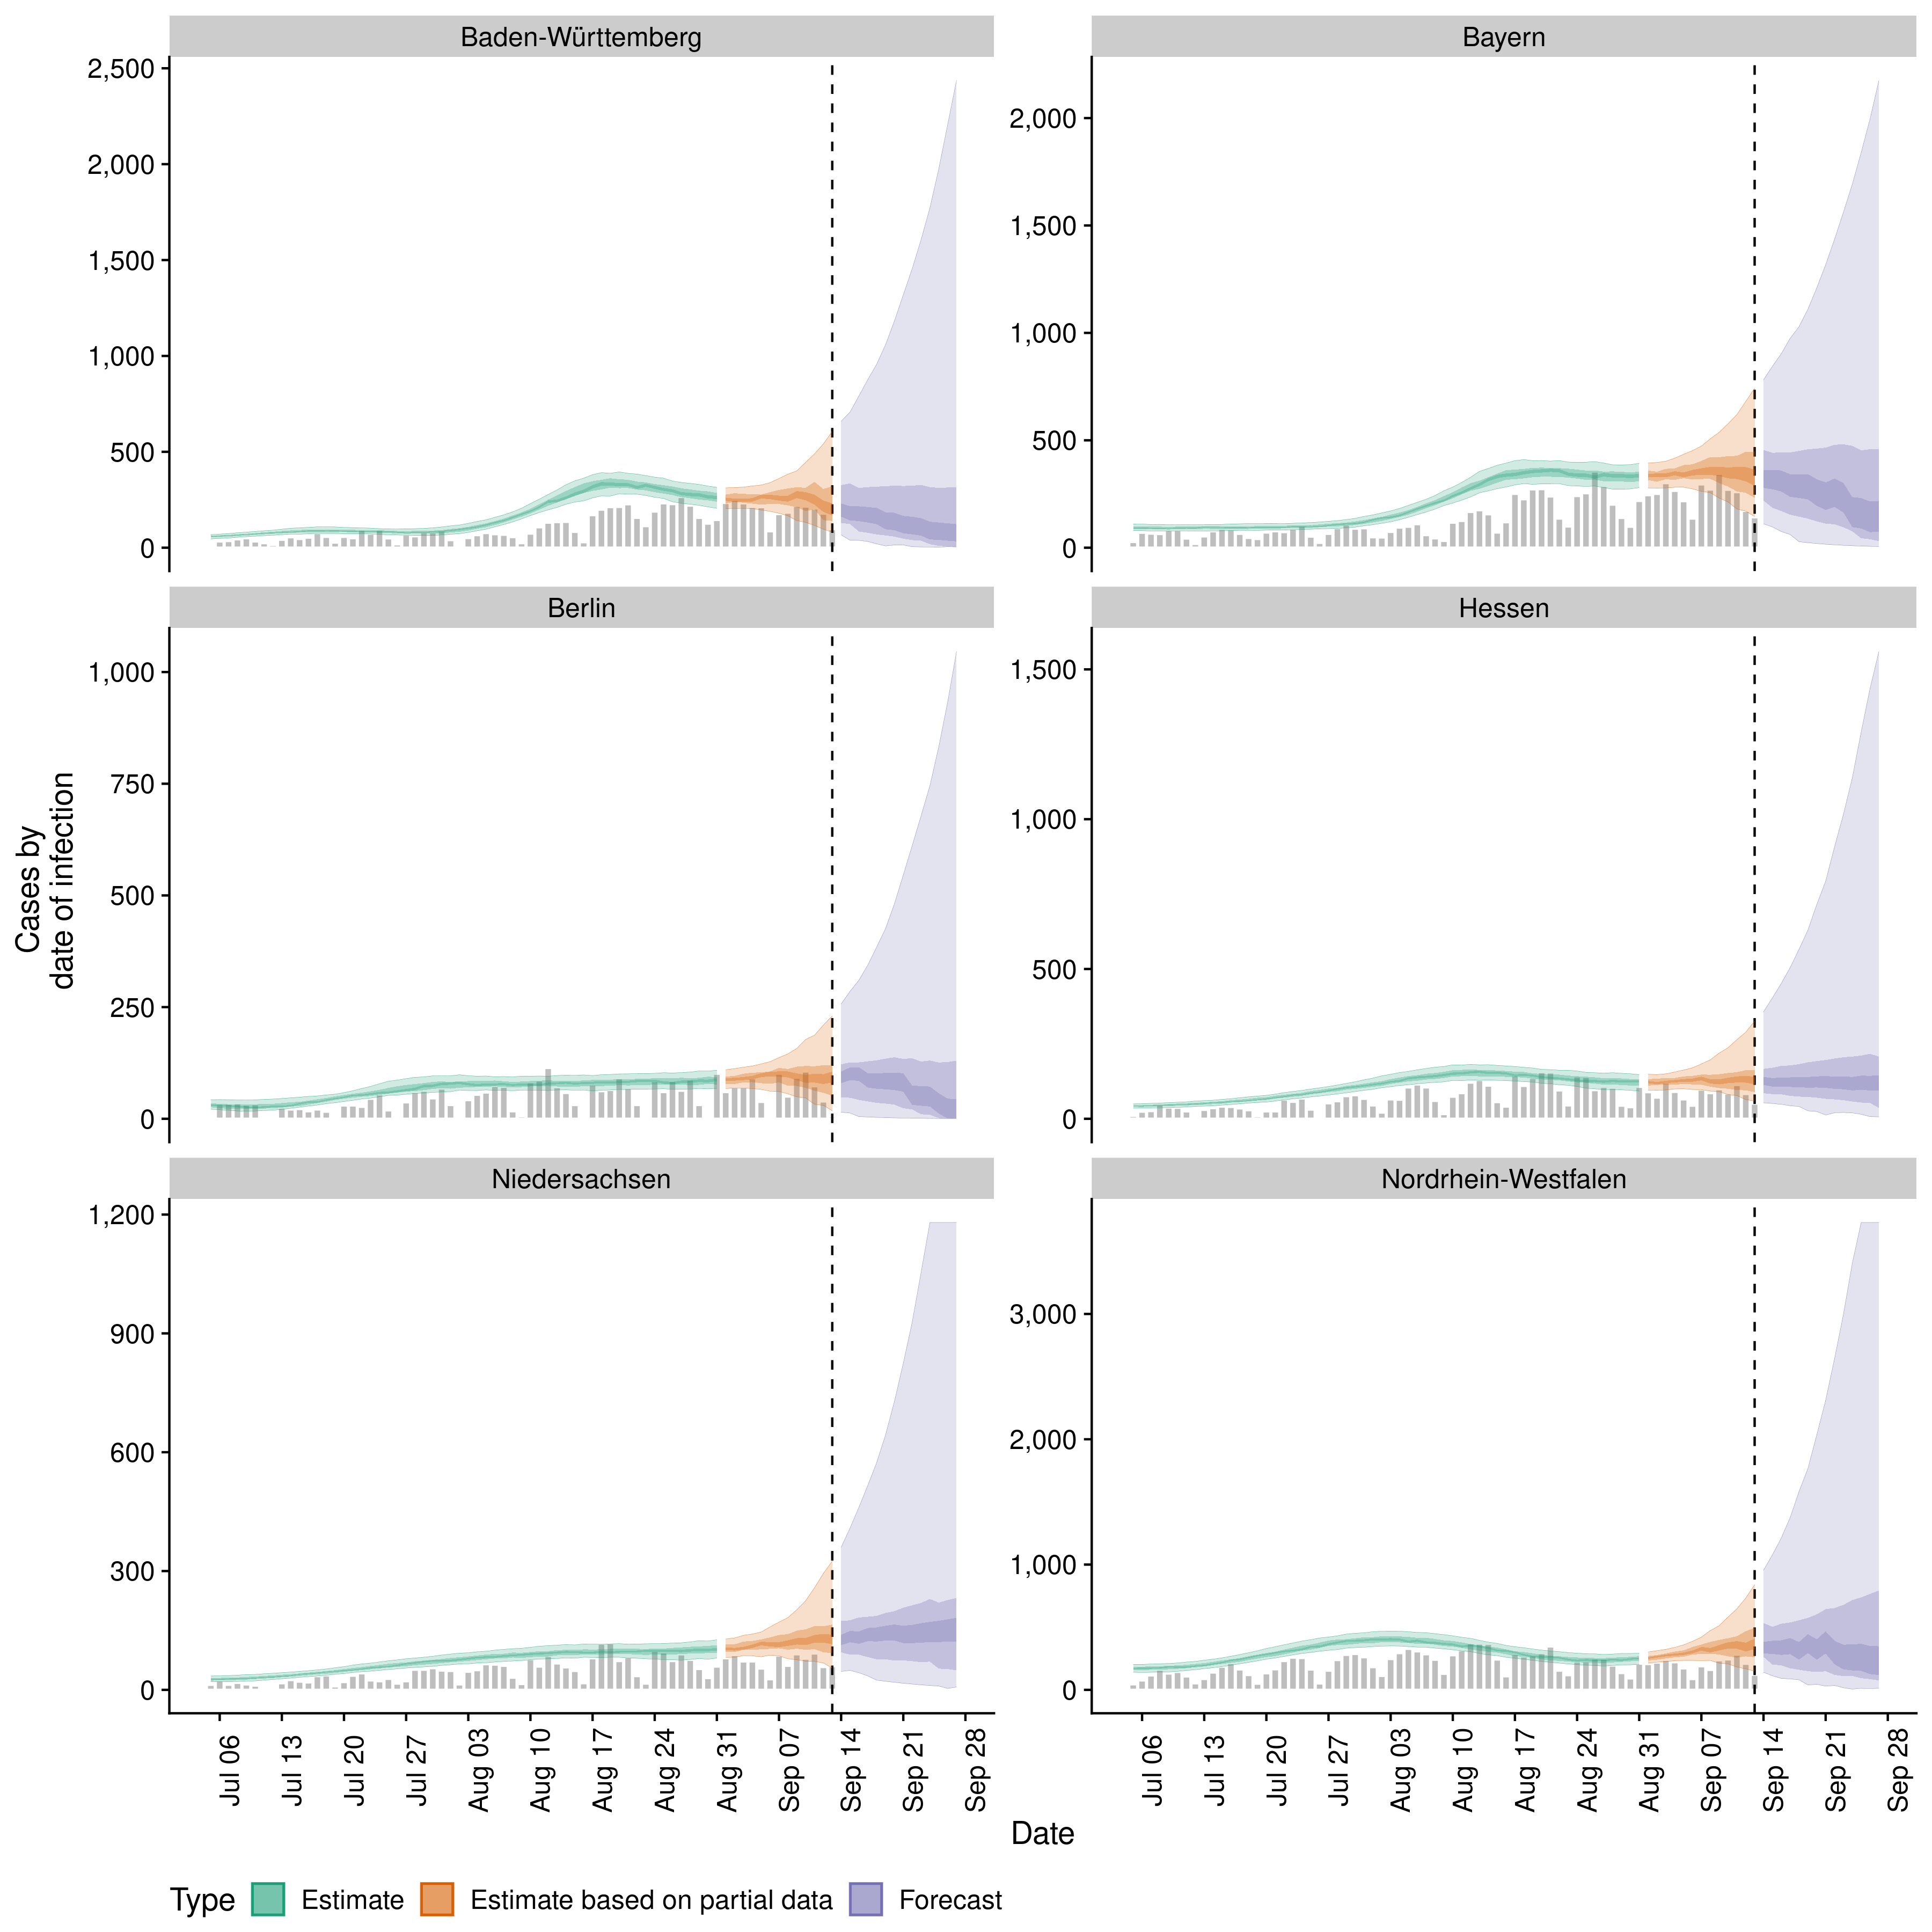 Baden-Württemberg
Bayern
2,500
2,000
1,500
1,000
500
0
2,000
1,500
1,000
500
0
Berlin
Hessen
1,000
750
500
250
0
1,500
1,000
500
0
Cases by
date of infection
Niedersachsen
Nordrhein-Westfalen
1,200
900
600
300
0
3,000
2,000
1,000
0
Jul 06
Jul 13
Jul 20
Jul 27
Aug 03
Aug 10
Aug 17
Aug 24
Aug 31
Sep 07
Sep 14
Sep 21
Sep 28
Jul 06
Jul 13
Jul 20
Jul 27
Aug 03
Aug 10
Aug 17
Aug 24
Aug 31
Sep 07
Sep 14
Sep 21
Sep 28
Date
Type Estimate Estimate based on partial data Forecast